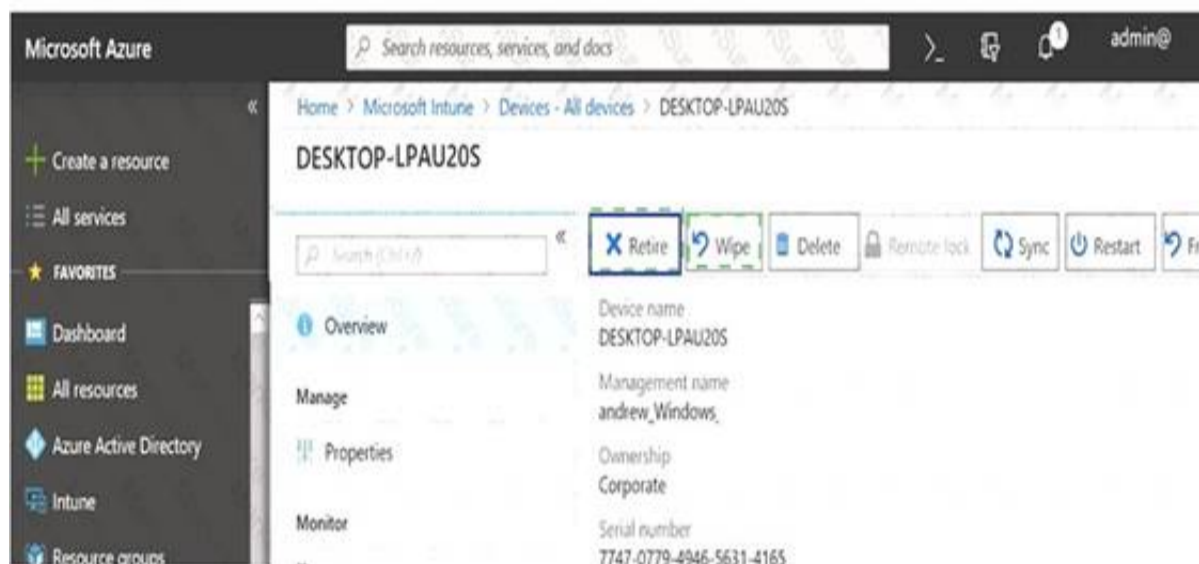 Microsoft Azure
Search resources, services, and docs
1
admin@
Home > Microsoft Intune > Devices - All devices > DESKTOP-LPAU20S
DESKTOP-LPAU20S
Create a resource
All services
FAVORITES
Dashboard
All resources
Azure Active Directory
Intune
Resource groups
Search (Ctrl+/)
Overview
Manage
Properties
Monitor
Retire
Wipe
Delete
Remote lock
Sync
Restart
Device name
DESKTOP-LPAU20S
Management name
andrew_Windows_
Ownership
Corporate
Serial number
7747-0779-4946-5631-4165